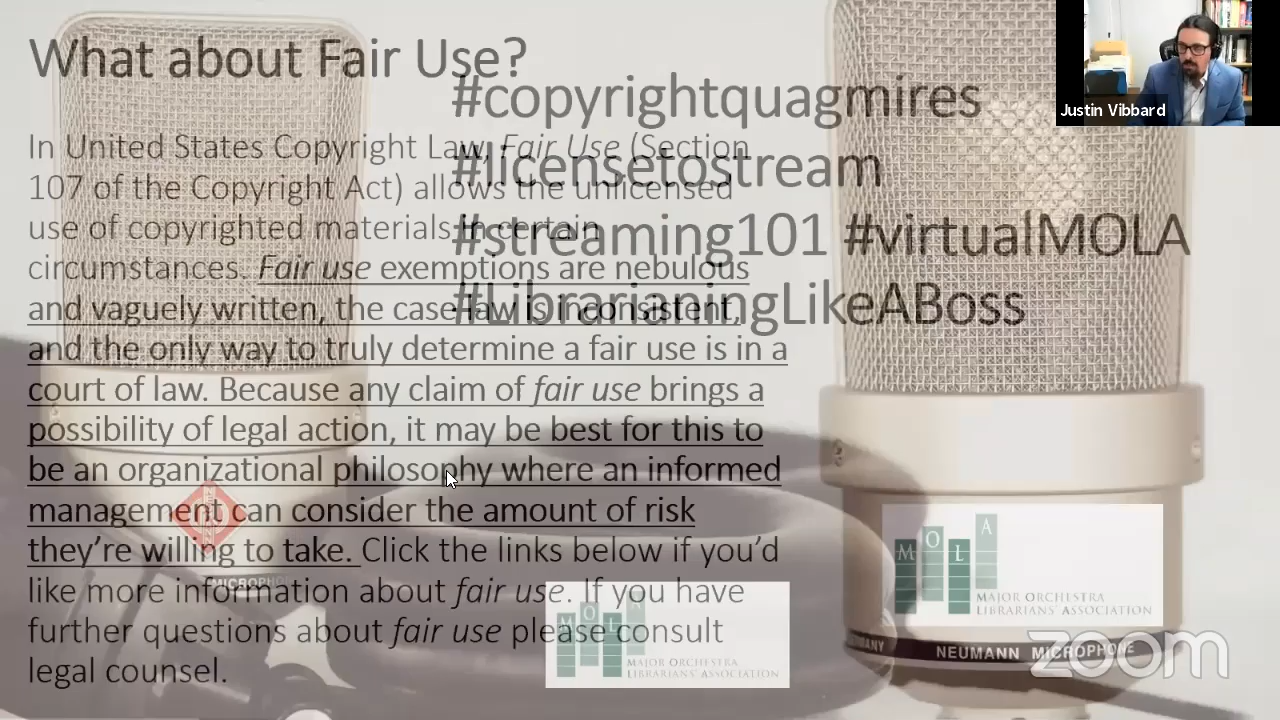 What about Fair Use?
#copyrightquagmires
In United States Copyright Law, Fair Use (Section
#licensetostream
107 of the Copyright Act) allows the unlicensed
use of copyrighted materials in certain
#streaming101 #virtualMOLA
circumstances. Fair use exemptions are nebulous
and vaguely written, the case law is inconsistent,
#LibrarianingLikeABoss
and the only way to truly determine a fair use is in a
court of law. Because any claim of fair use brings a
possibility of legal action, it may be best for this to
be an organizational philosophy where an informed
management can consider the amount of risk
they’re willing to take. Click the links below if you’d
like more information about fair use. If you have
further questions about fair use please consult
legal counsel.
Justin Vibbard
MICROPHONE
MOLA
MAJOR ORCHESTRA
LIBRARIANS' ASSOCIATION
MOLA
MAJOR ORCHESTRA
LIBRARIANS' ASSOCIATION
NEUMANN MICROPHONE
zoom